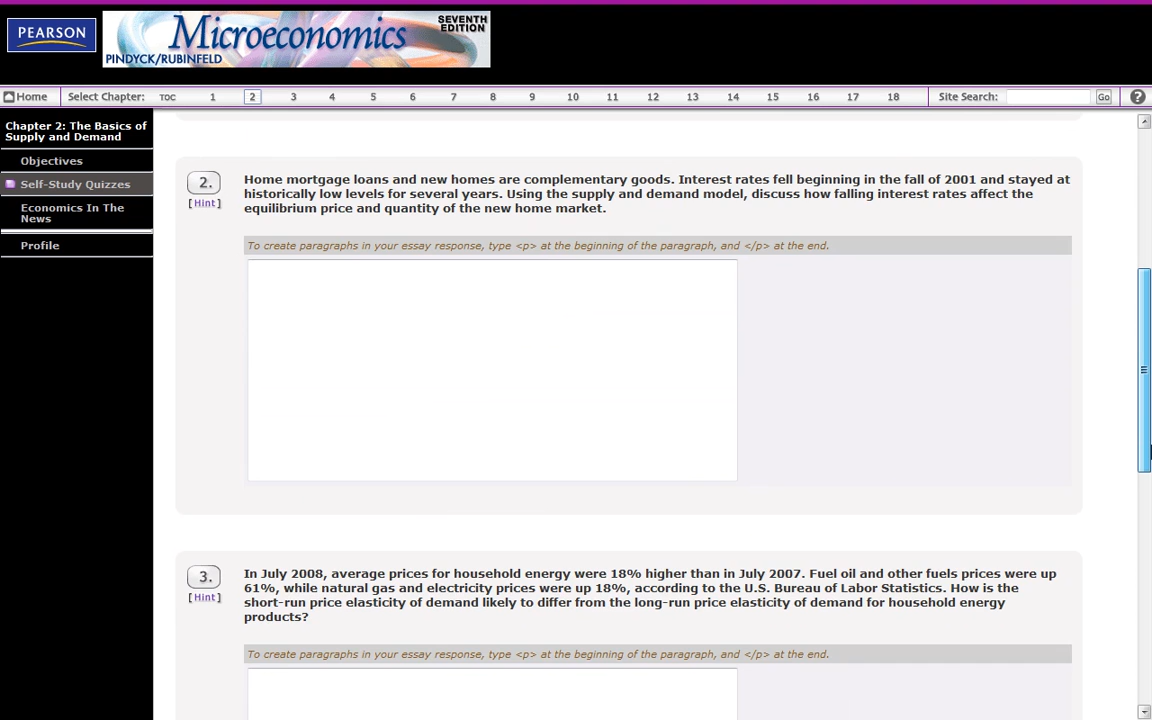 PEARSON
Microeconomics
SEVENTH
EDITION
PINDYCK/RUBINFELD
Home Select Chapter: TOC 1 2 3 4 5 6 7 8 9 10 11 12 13 14 15 16 17 18 Site Search: Go ?
Chapter 2: The Basics of
Supply and Demand
Objectives
Self-Study Quizzes
Economics In The
News
Profile
2.
[Hint]
Home mortgage loans and new homes are complementary goods. Interest rates fell beginning in the fall of 2001 and stayed at
historically low levels for several years. Using the supply and demand model, discuss how falling interest rates affect the
equilibrium price and quantity of the new home market.
To create paragraphs in your essay response, type <p> at the beginning of the paragraph, and </p> at the end.
3.
[Hint]
In July 2008, average prices for household energy were 18% higher than in July 2007. Fuel oil and other fuels prices were up
61%, while natural gas and electricity prices were up 18%, according to the U.S. Bureau of Labor Statistics. How is the
short-run price elasticity of demand likely to differ from the long-run price elasticity of demand for household energy
products?
To create paragraphs in your essay response, type <p> at the beginning of the paragraph, and </p> at the end.